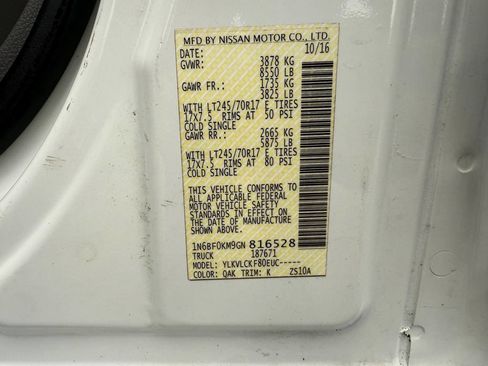 MFD BY NISSAN MOTOR CO., LTD.
DATE: 10/16
GVWR: 3878 KG
8550 LB
GAWR FR.: 1735 KG
3825 LB
WITH LT245/70R17 E TIRES
17X7.5 RIMS AT 50 PSI
COLD SINGLE
GAWR RR.: 2665 KG
5875 LB
WITH LT245/70R17 E TIRES
17X7.5 RIMS AT 80 PSI
COLD SINGLE
THIS VEHICLE CONFORMS TO
ALL APPLICABLE FEDERAL
MOTOR VEHICLE SAFETY
STANDARDS IN EFFECT ON
THE DATE OF MANUFACTURE
SHOWN ABOVE.
1N6BF0KM9GN 816528
TRUCK 187671
MODEL: YLKVLCKF80EUC-----
COLOR: QAK TRIM: K ZS10A